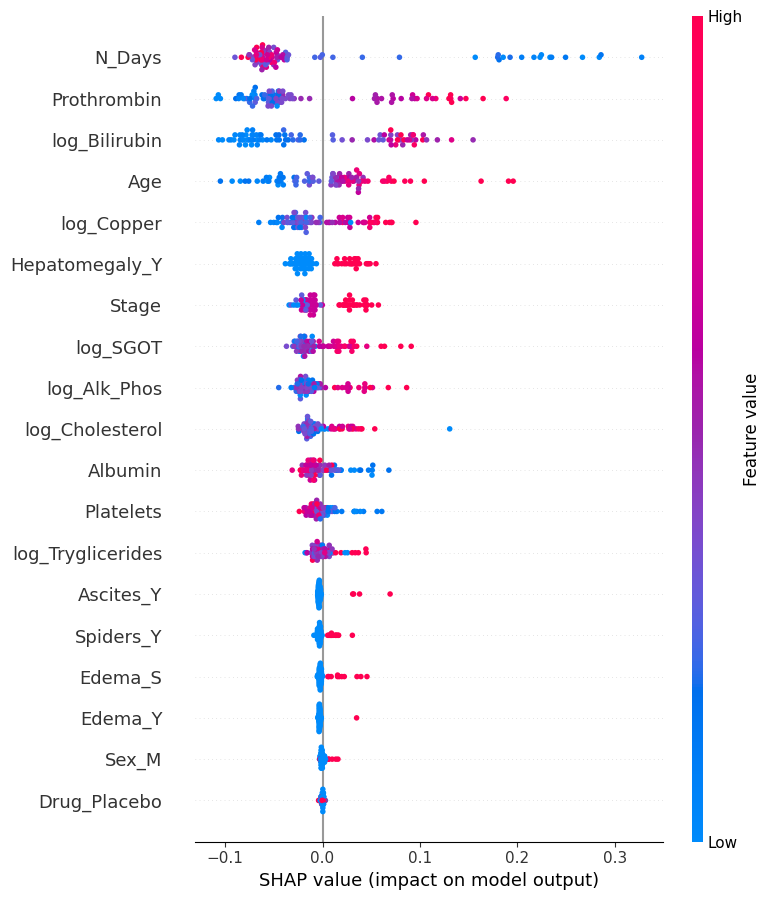 High
N_Days
Prothrombin
log_Bilirubin
Age
log_Copper
Hepatomegaly_Y
Stage
log_SGOT
log_Alk_Phos
log_Cholesterol
Albumin
Platelets
log_Tryglicerides
Ascites_Y
Spiders_Y
Edema_S
Edema_Y
Sex_M
Drug_Placebo
Feature value
Low
−0.1 0.0 0.1 0.2 0.3
SHAP value (impact on model output)